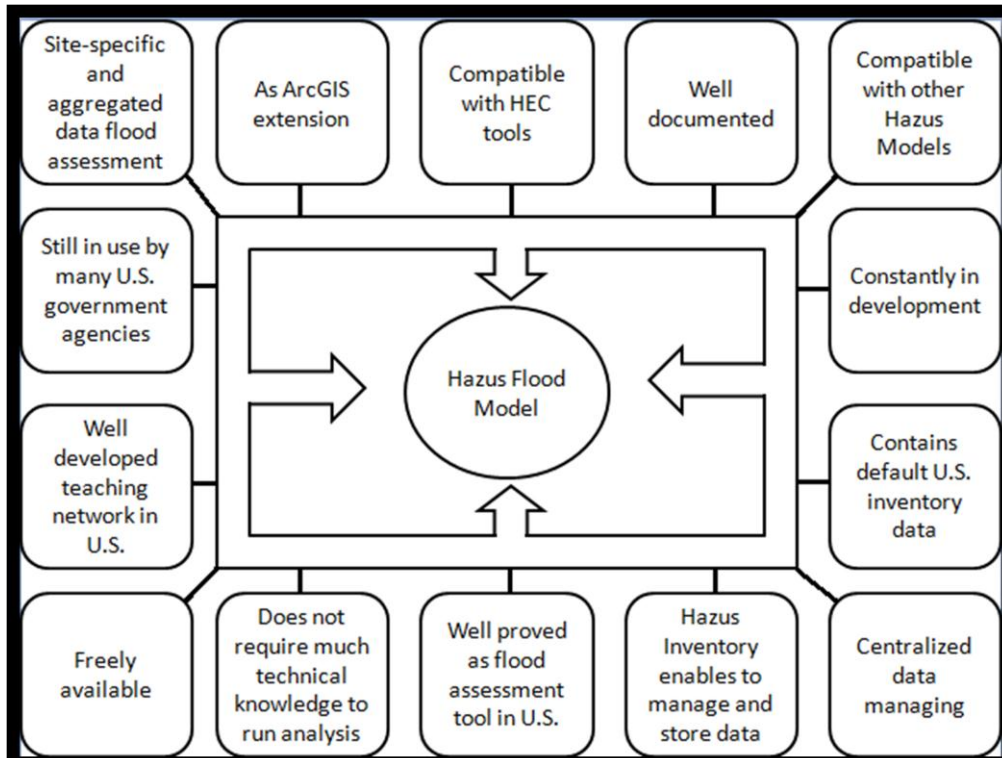 Site-specific
and
aggregated
data flood
assessment
As ArcGIS
extension
Compatible
with HEC
tools
Well
documented
Compatible
with other
Hazus
Models
Still in use by
many U.S.
government
agencies
Hazus Flood
Model
Constantly in
development
Well
developed
teaching
network in
U.S.
Contains
default U.S.
inventory
data
Freely
available
Does not
require much
technical
knowledge to
run analysis
Well proved
as flood
assessment
tool in U.S.
Hazus
Inventory
enables to
manage and
store data
Centralized
data
managing